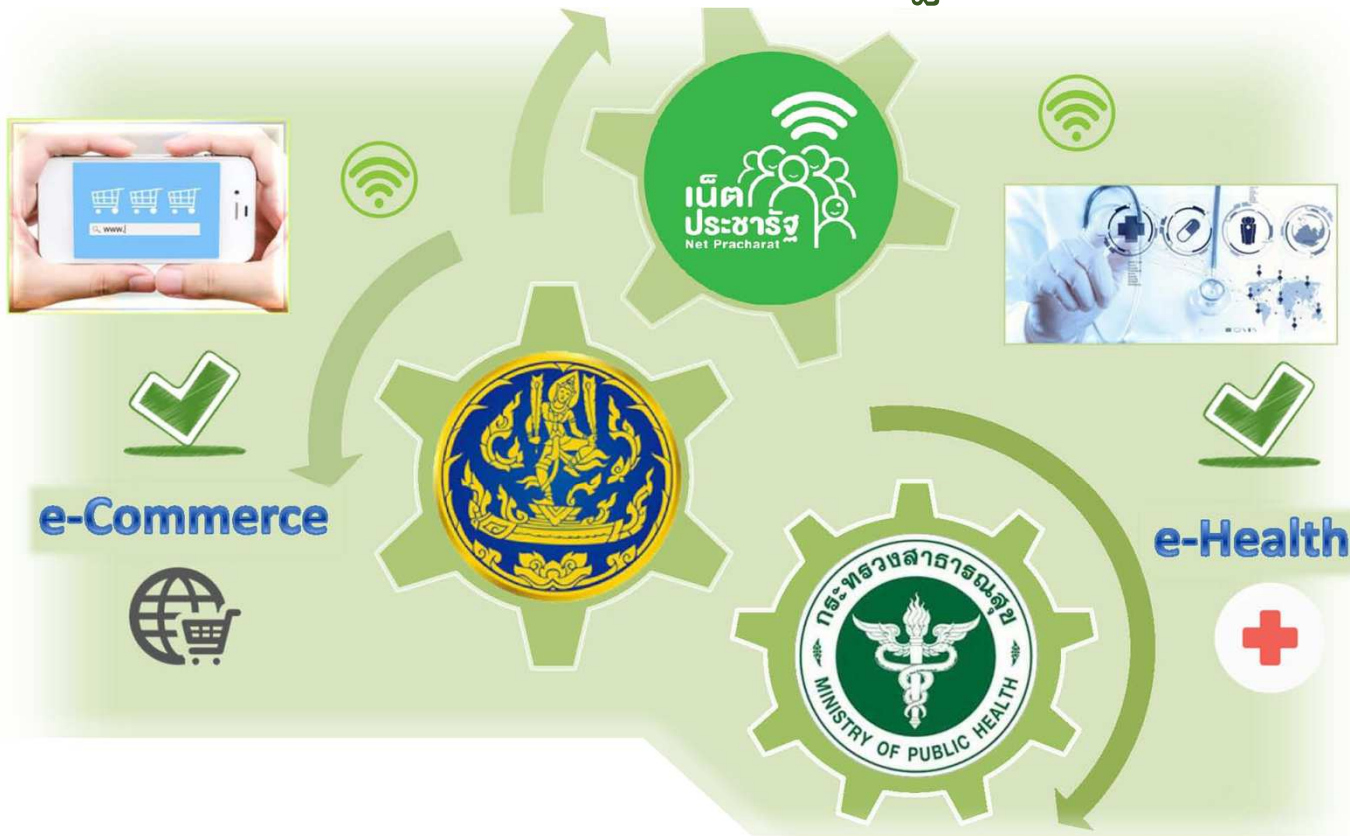 เน็ต
ประชารัฐ
Net Pracharat
www.
e-Commerce
e-Health
กระทรวงสาธารณสุข
MINISTRY OF PUBLIC HEALTH